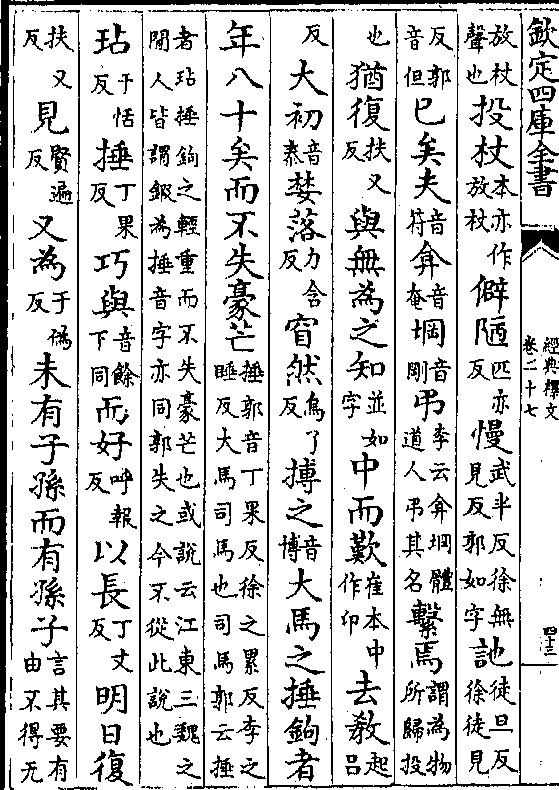 欽定四庫全書
經典釋文
卷二十七
四十三
放杖聲也投杖本亦作放杖僻陋匹亦反慢武半反徐無見反郭如字訑徒旦反徐徒見
反郭音但已矣夫音符弇音奄堈音剛弔李云弇堈體道人弔其名繫焉謂為物所歸投
也猶復扶又反與無為之知並如字中而歎崔本中作印去教起呂
反大初音泰婪落力含反窅然烏了反搏之音博大馬之捶鉤者
年八十矣而不失豪芒捶郭音丁果反徐之累反李之睡反大馬司馬也司馬郭云捶
者玷捶鉤之輕重而不失豪芒也或說云江東三魏之閒人皆謂鍛為捶音字亦同郭失之今不從此說也
玷丁恬反捶丁果反巧與音餘下同而好呼報反以長丁丈反明日復
扶又反見賢遍反又為于偽反未有子孫而有孫子言其要有由不得无